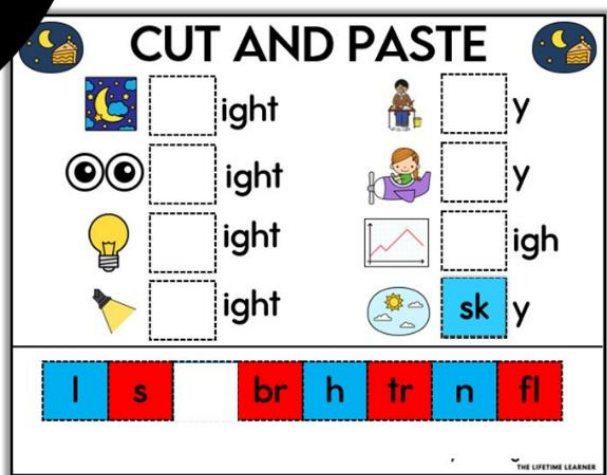 CUT AND PASTE
ight
y
ight
y
ight
igh
ight
sk y
l s br h tr n fl
THE LIFETIME LEARNER